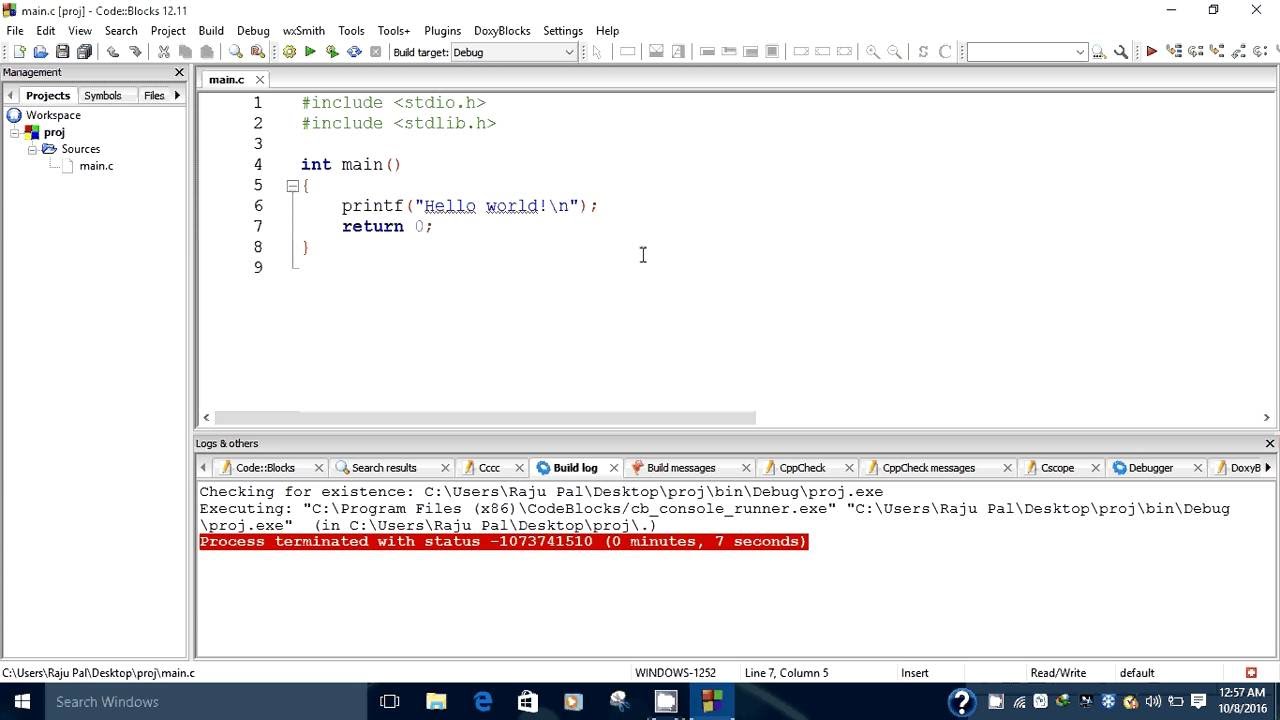 main.c [proj] - Code::Blocks 12.11
File Edit View Search Project Build Debug wxSmith Tools Tools+ Plugins DoxyBlocks Settings Help
Build target: Debug
Management
Projects Symbols Files
Workspace
proj
Sources
main.c
main.c
1 #include <stdio.h>
2 #include <stdlib.h>
3
4 int main()
5 {
6 printf("Hello world!\n");
7 return 0;
8 }
9
Logs & others
Code::Blocks Search results Cccc Build log Build messages CppCheck CppCheck messages Cscope Debugger DoxyB
Checking for existence: C:\Users\Raju Pal\Desktop\proj\bin\Debug\proj.exe
Executing: "C:\Program Files (x86)\CodeBlocks/cb_console_runner.exe" "C:\Users\Raju Pal\Desktop\proj\bin\Debug
\proj.exe"  (in C:\Users\Raju Pal\Desktop\proj\.)
Process terminated with status -1073741510 (0 minutes, 7 seconds)
C:\Users\Raju Pal\Desktop\proj\main.c WINDOWS-1252 Line 7, Column 5 Insert Read/Write default
Search Windows
12:57 AM
10/8/2016